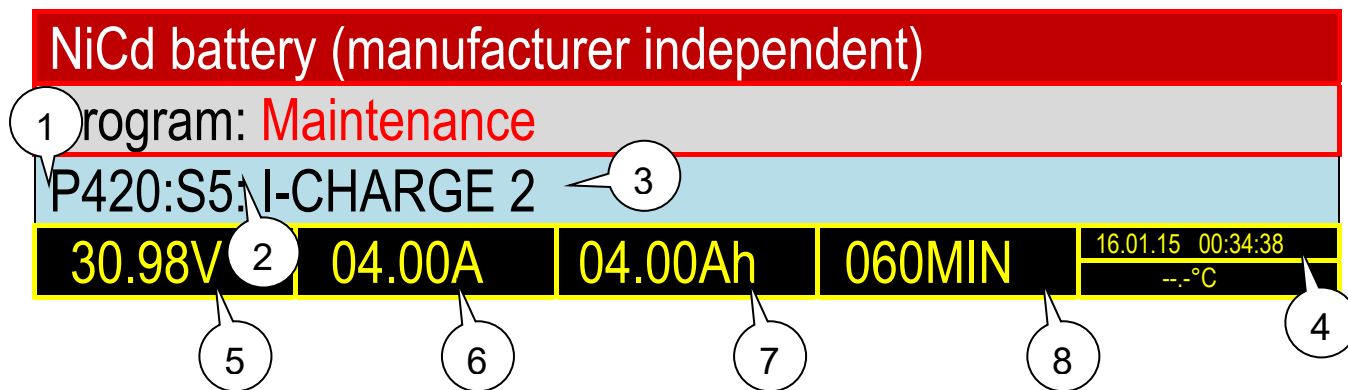 NiCd battery (manufacturer independent)
rogram: Maintenance
1
P420:S5: I-CHARGE 2
3
2
30.98V 04.00A 04.00Ah 060MIN 16.01.15 00:34:38
--.-°C
4
5 6 7 8